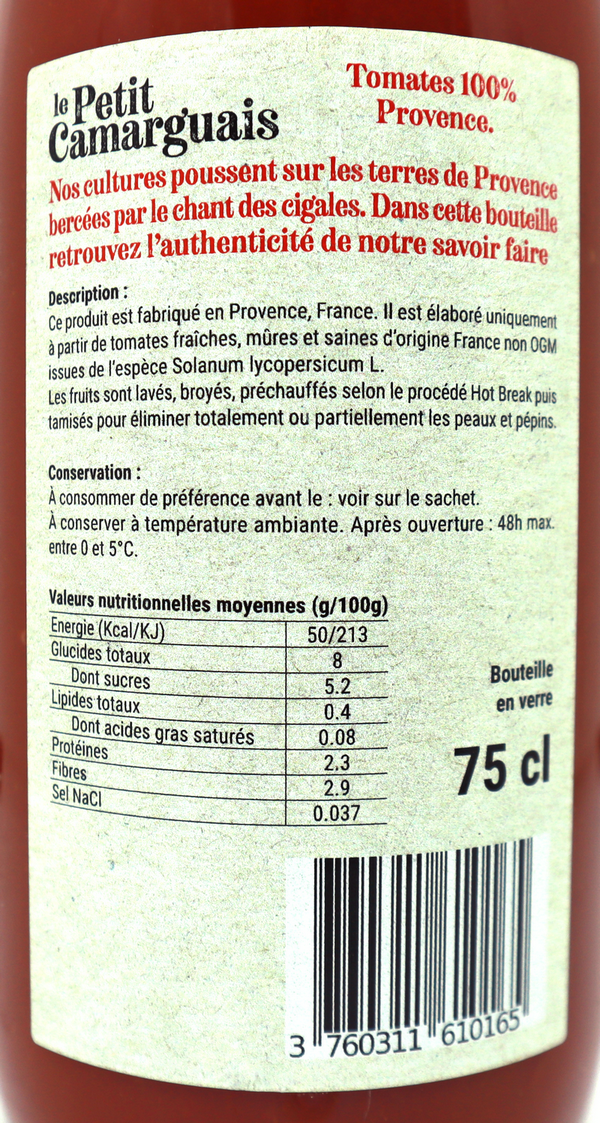 le Petit
Camarguais
Tomates 100%
Provence.
Nos cultures poussent sur les terres de Provence
bercées par le chant des cigales. Dans cette bouteille
retrouvez l'authenticité de notre savoir faire
Description :
Ce produit est fabriqué en Provence, France. Il est élaboré uniquement
à partir de tomates fraîches, mûres et saines d'origine France non OGM
issues de l'espèce Solanum lycopersicum L.
Les fruits sont lavés, broyés, préchauffés selon le procédé Hot Break puis
tamisés pour éliminer totalement ou partiellement les peaux et pépins.
Conservation :
À consommer de préférence avant le : voir sur le sachet.
À conserver à température ambiante. Après ouverture : 48h max.
entre 0 et 5°C.
Valeurs nutritionnelles moyennes (g/100g)
Energie (Kcal/KJ) 50/213
Glucides totaux 8
Dont sucres 5.2
Lipides totaux 0.4
Dont acides gras saturés 0.08
Protéines 2.3
Fibres 2.9
Sel NaCl 0.037
Bouteille
en verre
75 cl
3 760311 610165